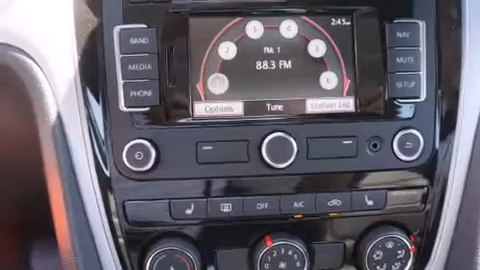 2:45
BAND
3 4
NAV
2
FM: 1
5
MEDIA
88.3 FM
MUTE
1
6
PHONE
SETUP
Options Tune Station List
OFF A/C